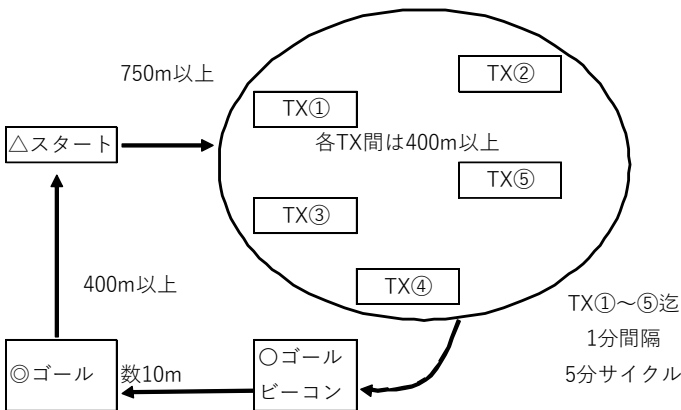 TX②
750m以上
TX①
△スタート
各TX間は400m以上
TX⑤
TX③
400m以上
TX④
TX①～⑤迄
1分間隔
5分サイクル
○ゴール
ビーコン
数10m
◎ゴール